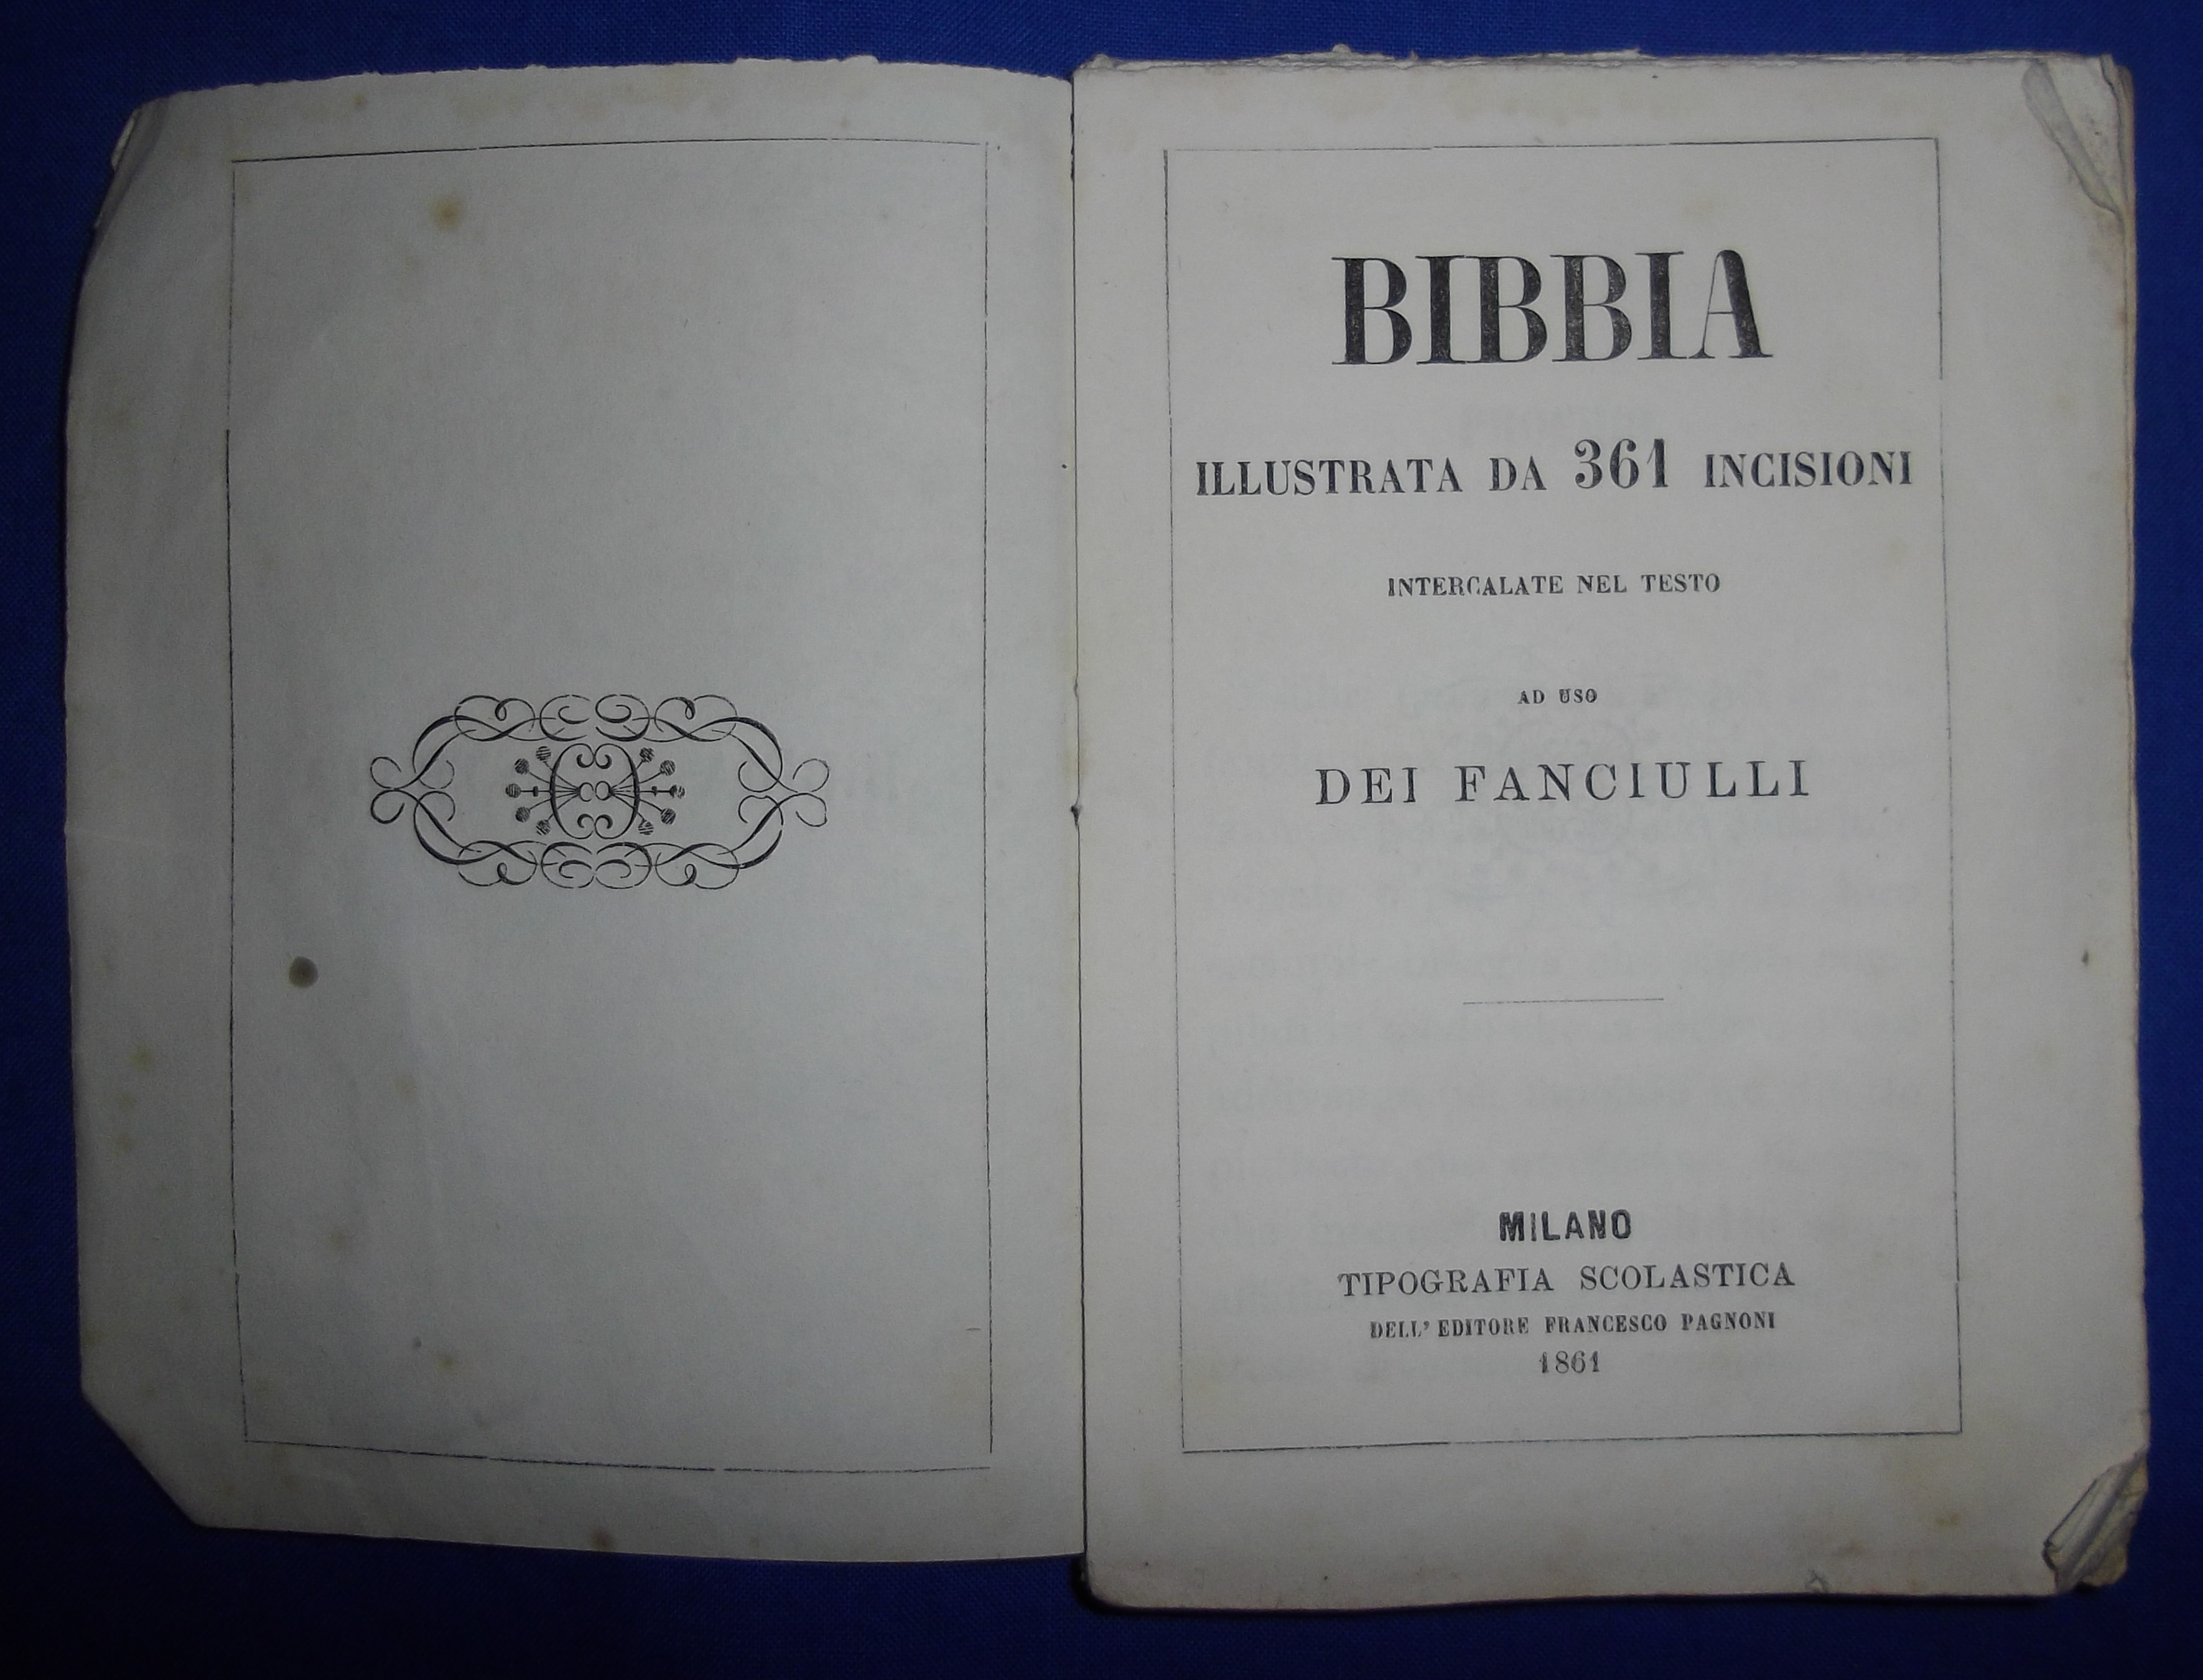 BIBBIA
ILLUSTRATA DA 361 INCISIONI
INTERCALATE NEL TESTO
AD USO
DEI FANCIULLI
MILANO
TIPOGRAFIA SCOLASTICA
DELL' EDITORE FRANCESCO PAGNONI
1861